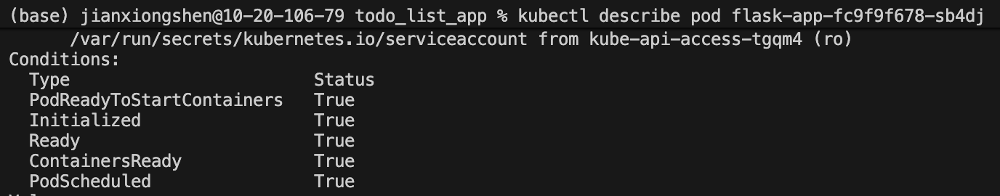 (base) jianxiongshen@10-20-106-79 todo_list_app % kubectl describe pod flask-app-fc9f9f678-sb4dj
/var/run/secrets/kubernetes.io/serviceaccount from kube-api-access-tgqm4 (ro)
Conditions:
Type Status
PodReadyToStartContainers True
Initialized True
Ready True
ContainersReady True
PodScheduled True